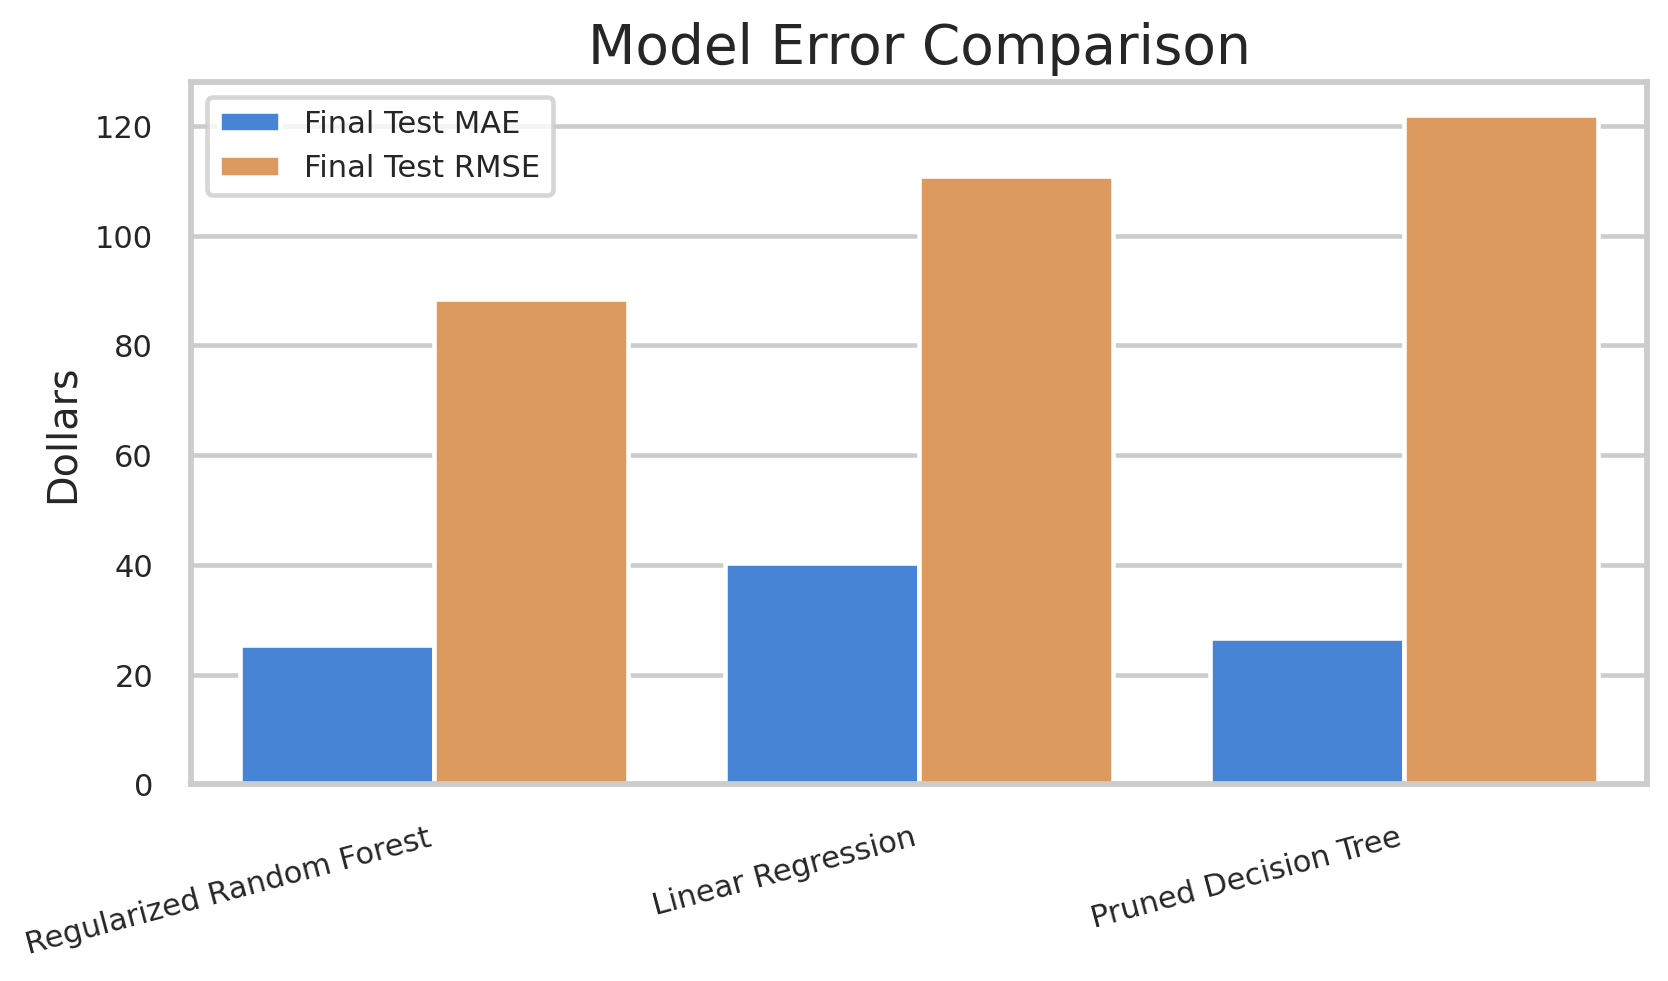 Model Error Comparison
Final Test MAE
Final Test RMSE
Dollars
120
100
80
60
40
20
0
Regularized Random Forest
Linear Regression
Pruned Decision Tree